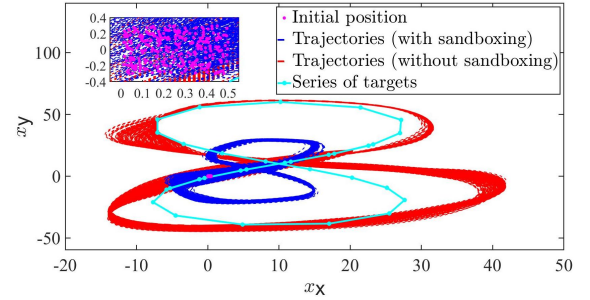 Initial position
Trajectories (with sandboxing)
Trajectories (without sandboxing)
Series of targets
0.4
0.2
0
-0.2
-0.4
0 0.1 0.2 0.3 0.4 0.5
100
50
0
-50
xy
-20 -10 0 10 20 30 40 50
xx